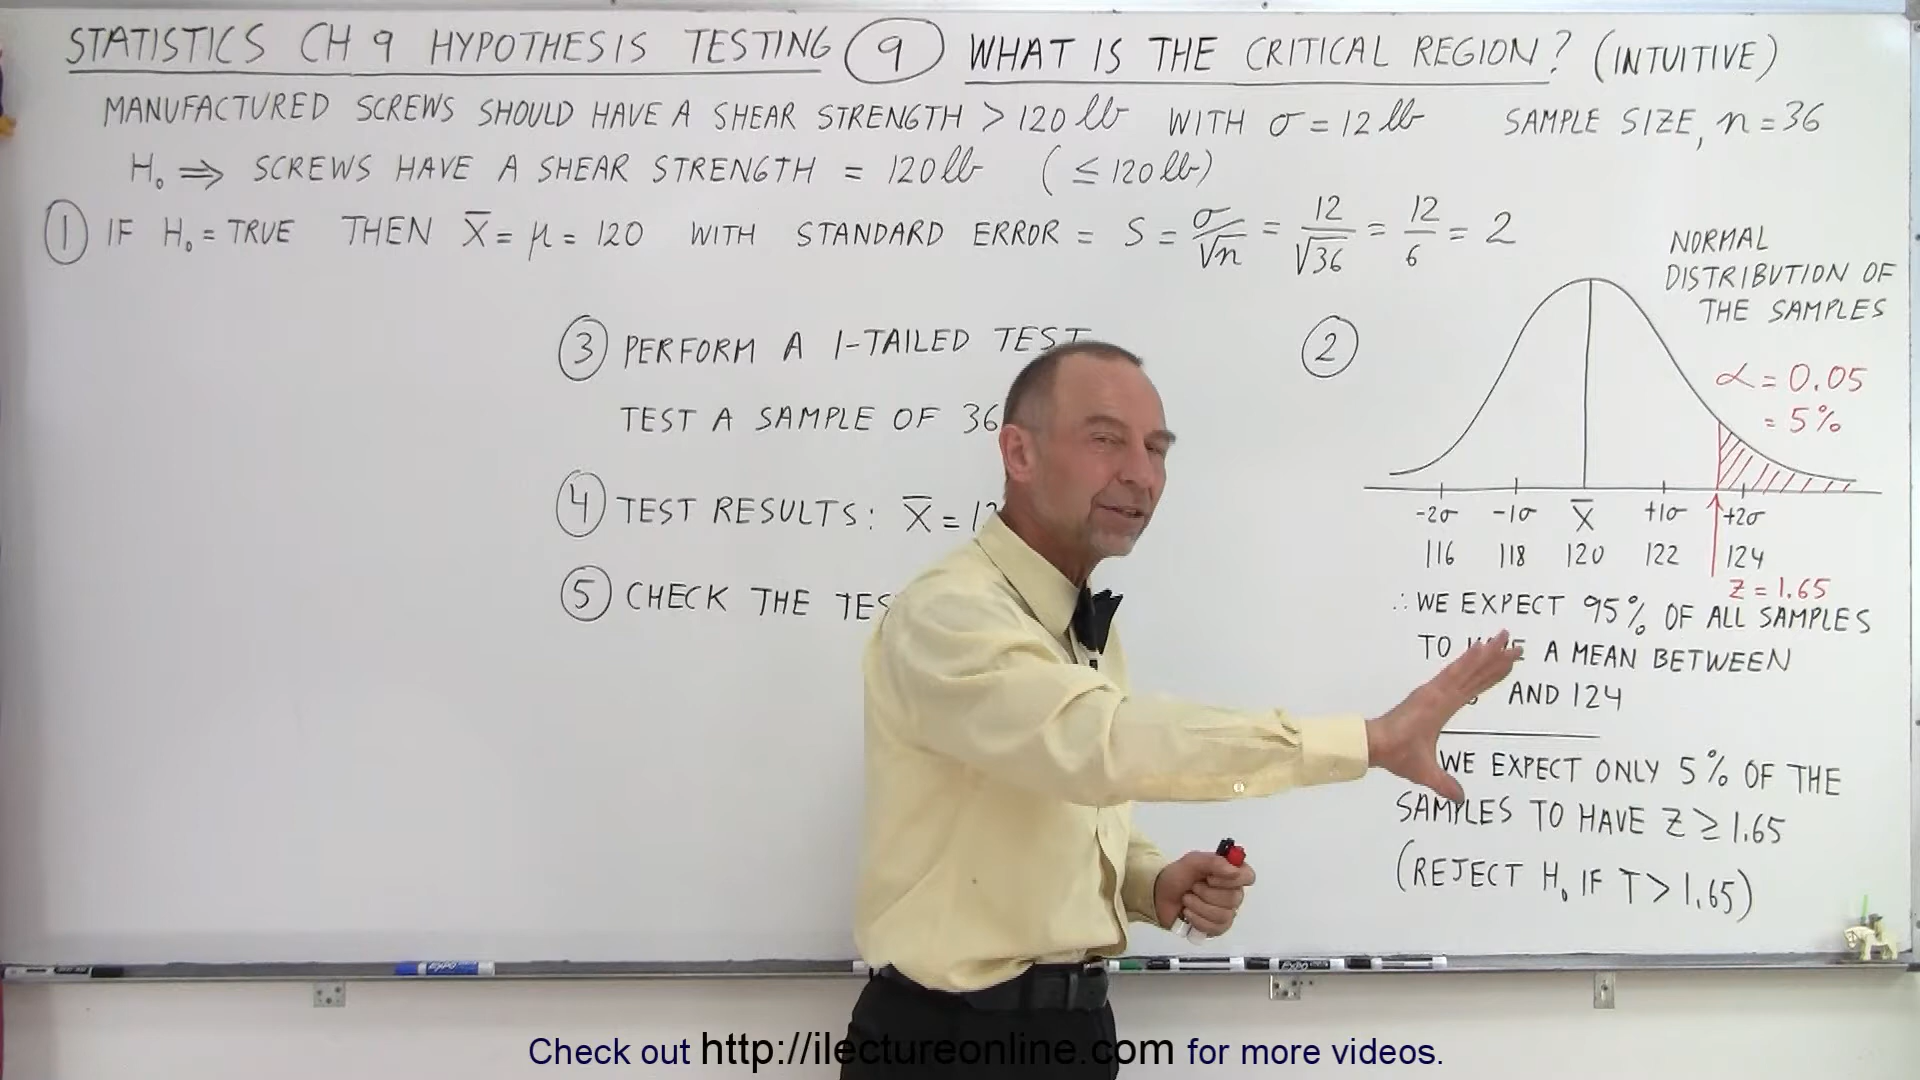 STATISTICS CH 9 HYPOTHESIS TESTING 9 WHAT IS THE CRITICAL REGION? (INTUITIVE)
MANUFACTURED SCREWS SHOULD HAVE A SHEAR STRENGTH > 120 lb WITH σ = 12 lb SAMPLE SIZE, n = 36
H₀ ⇒ SCREWS HAVE A SHEAR STRENGTH = 120 lb (≤ 120 lb)
1 IF H₀ = TRUE THEN X̄ = μ = 120 WITH STANDARD ERROR = S = σ/√n = 12/√36 = 12/6 = 2
3 PERFORM A 1-TAILED TEST
TEST A SAMPLE OF 36
4 TEST RESULTS: X̄ =
5 CHECK THE
2
NORMAL
DISTRIBUTION OF
THE SAMPLES
α = 0.05
= 5%
-2σ -1σ X̄ +1σ +2σ
116 118 120 122 124
Z = 1.65
∴ WE EXPECT 95% OF ALL SAMPLES
TO A MEAN BETWEEN
AND 124
WE EXPECT ONLY 5% OF THE
SAMPLES TO HAVE Z ≥ 1.65
(REJECT H₀ IF T > 1.65)
EXPO
EXPO
Check out http://ilectureonline.com for more videos.